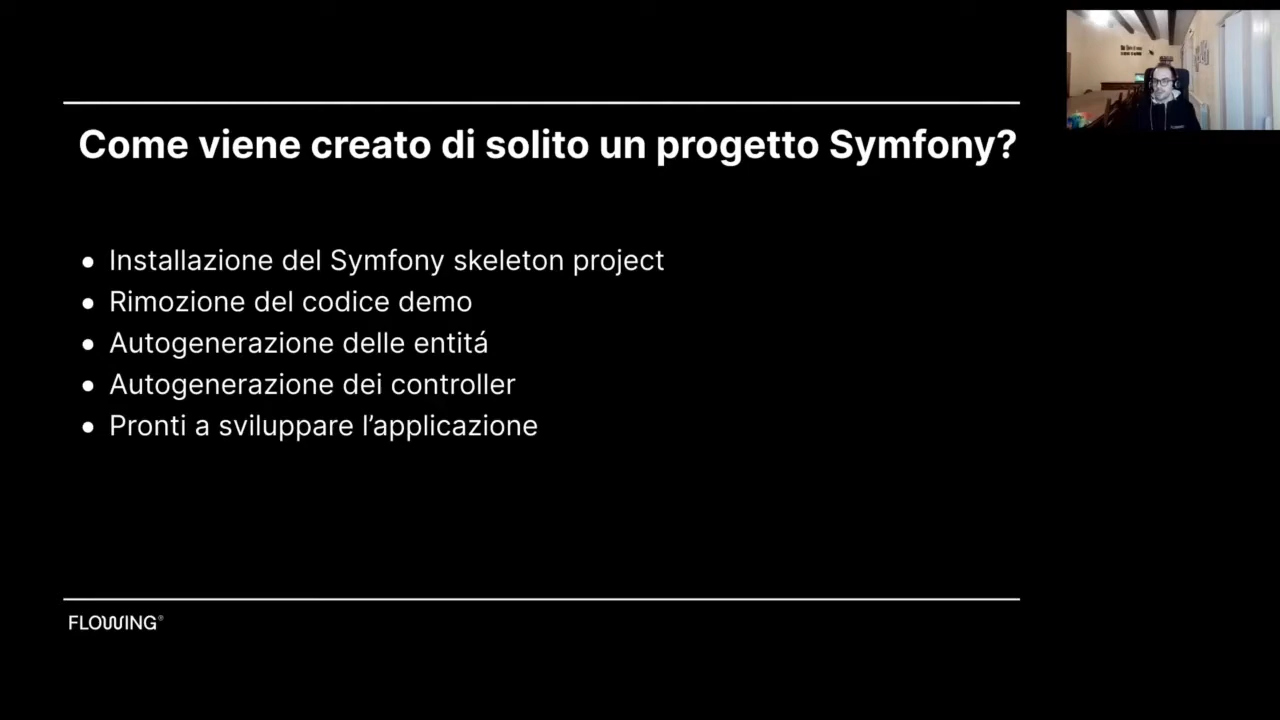 Come viene creato di solito un progetto Symfony?
• Installazione del Symfony skeleton project
• Rimozione del codice demo
• Autogenerazione delle entitá
• Autogenerazione dei controller
• Pronti a sviluppare l’applicazione
FLOWING®